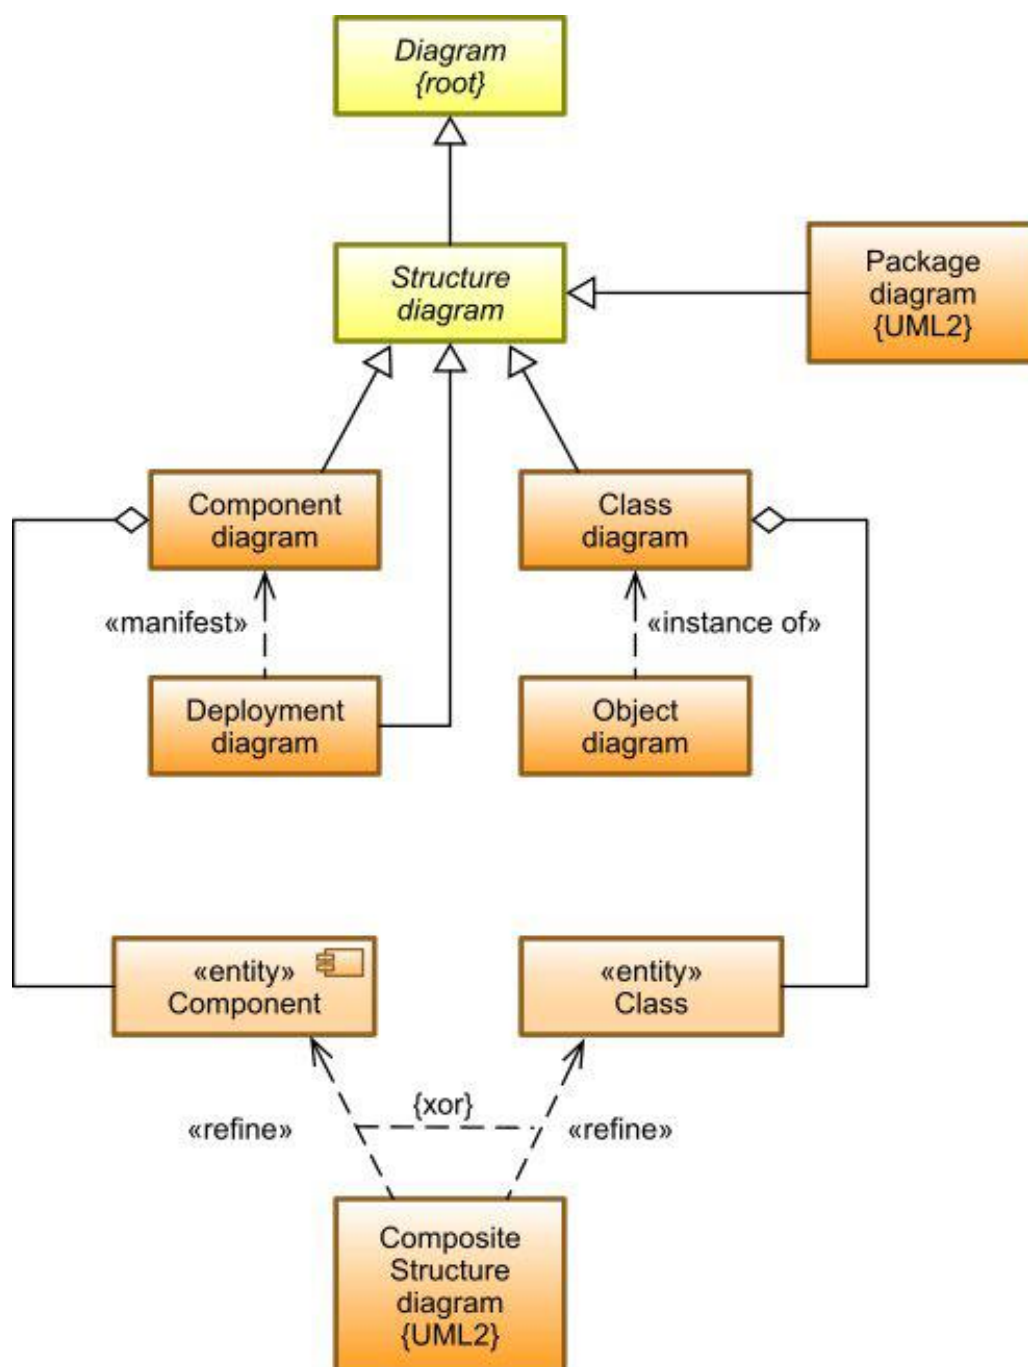 Diagram
{root}
Structure
diagram
Package
diagram
{UML2}
Component
diagram
Class
diagram
«manifest»
«instance of»
Deployment
diagram
Object
diagram
«entity»
Component
«entity»
Class
{xor}
«refine»
«refine»
Composite
Structure
diagram
{UML2}